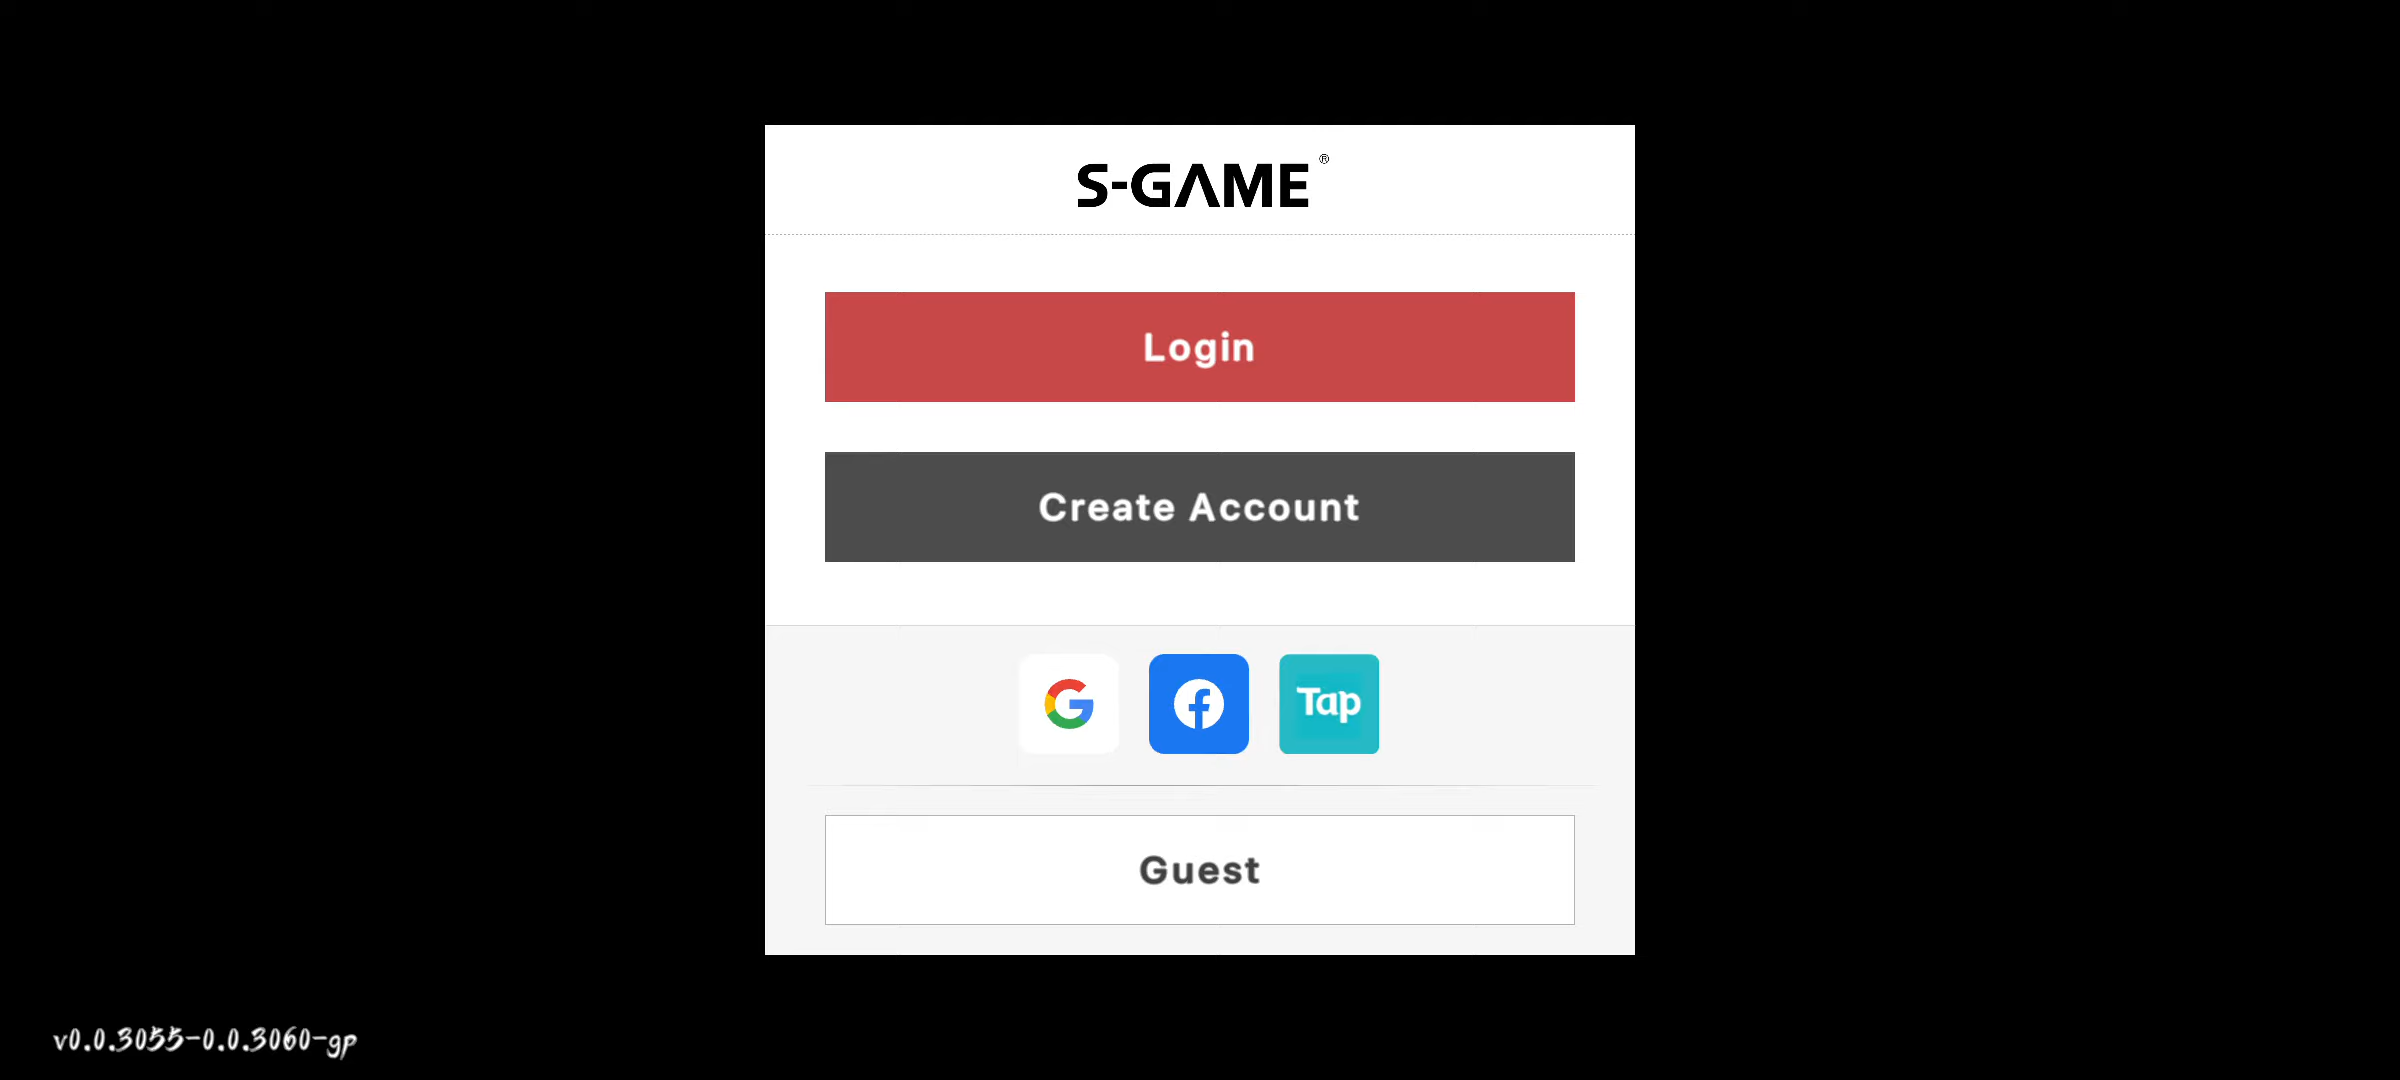 S-GAME®
Login
Create Account
Tap
Guest
v0.0.3055-0.0.3060-gp